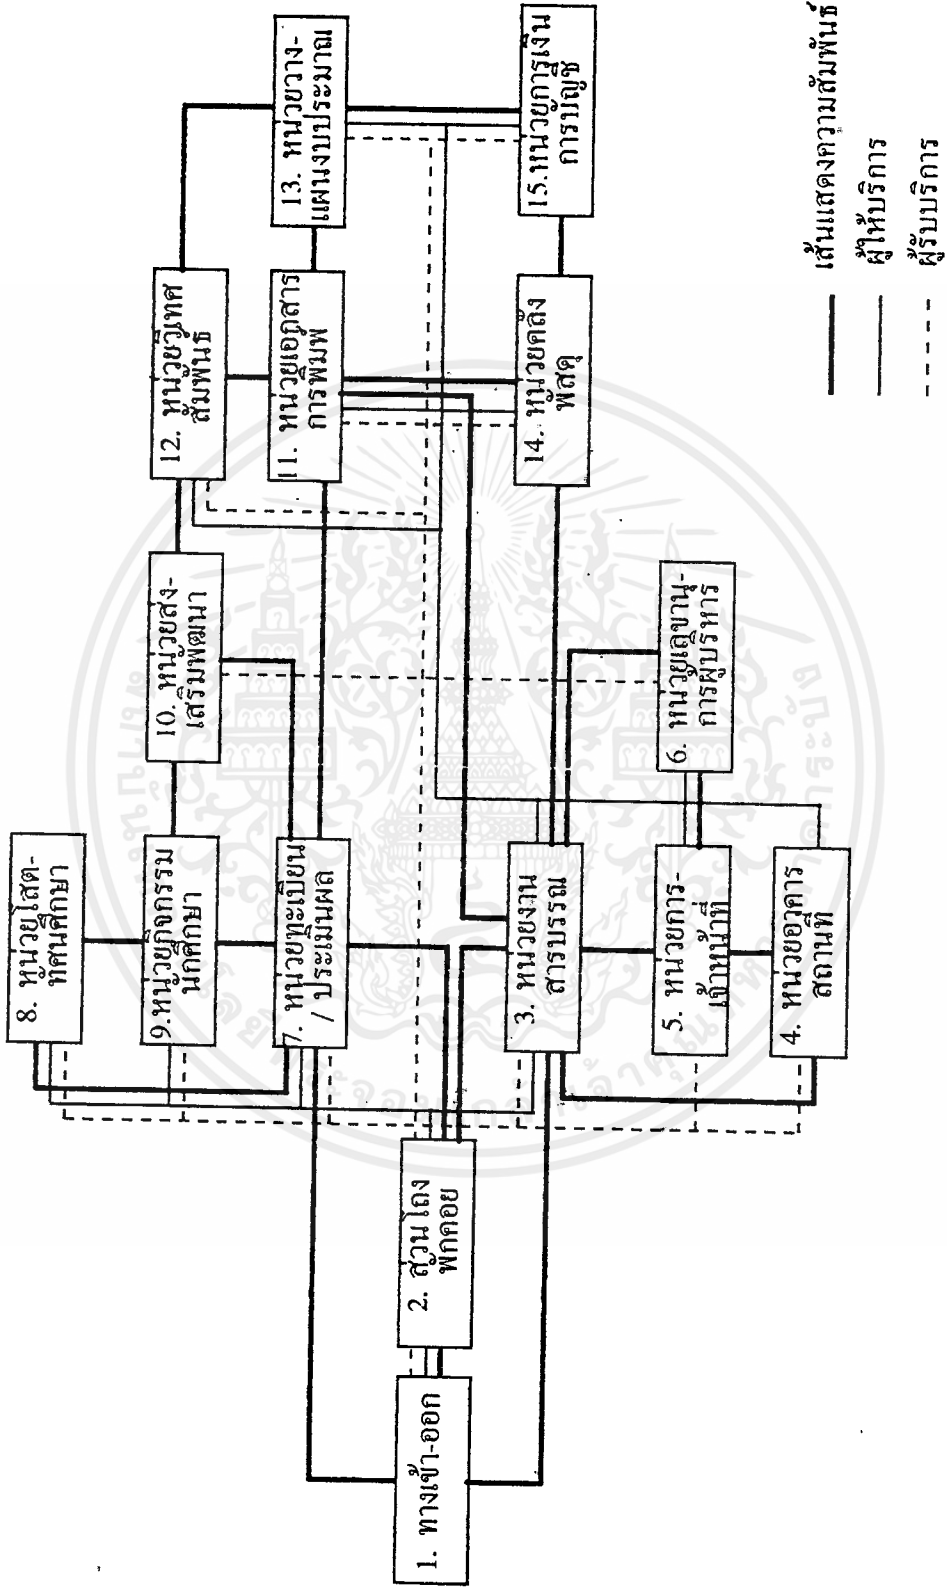 8. หน่วยโสต-
ทัศนศึกษา
9.หน่วยกิจกรรม
นักศึกษา
7. หน่วยทะเบียน
/ ประเมินผล
10. หน่วยส่ง-
เสริมพัฒนา
12. หน่วยวิเทศ
สัมพันธ์
11. หน่วยเอกสาร
การพิมพ์
13. หน่วยวาง-
แผนงบประมาณ
1. ทางเข้า-ออก
2. ส่วนโถง
พักคอย
3. หน่วยงาน
สารบรรณ
5. หน่วยการ-
เจ้าหน้าที่
4. หน่วยอาคาร
สถานที่
6. หน่วยเลขานุ-
การผู้บริหาร
14. หน่วยคลัง
พัสดุ
15.หน่วยการเงิน
การบัญชี
เส้นแสดงความสัมพันธ์
ผู้ให้บริการ
ผู้รับบริการ